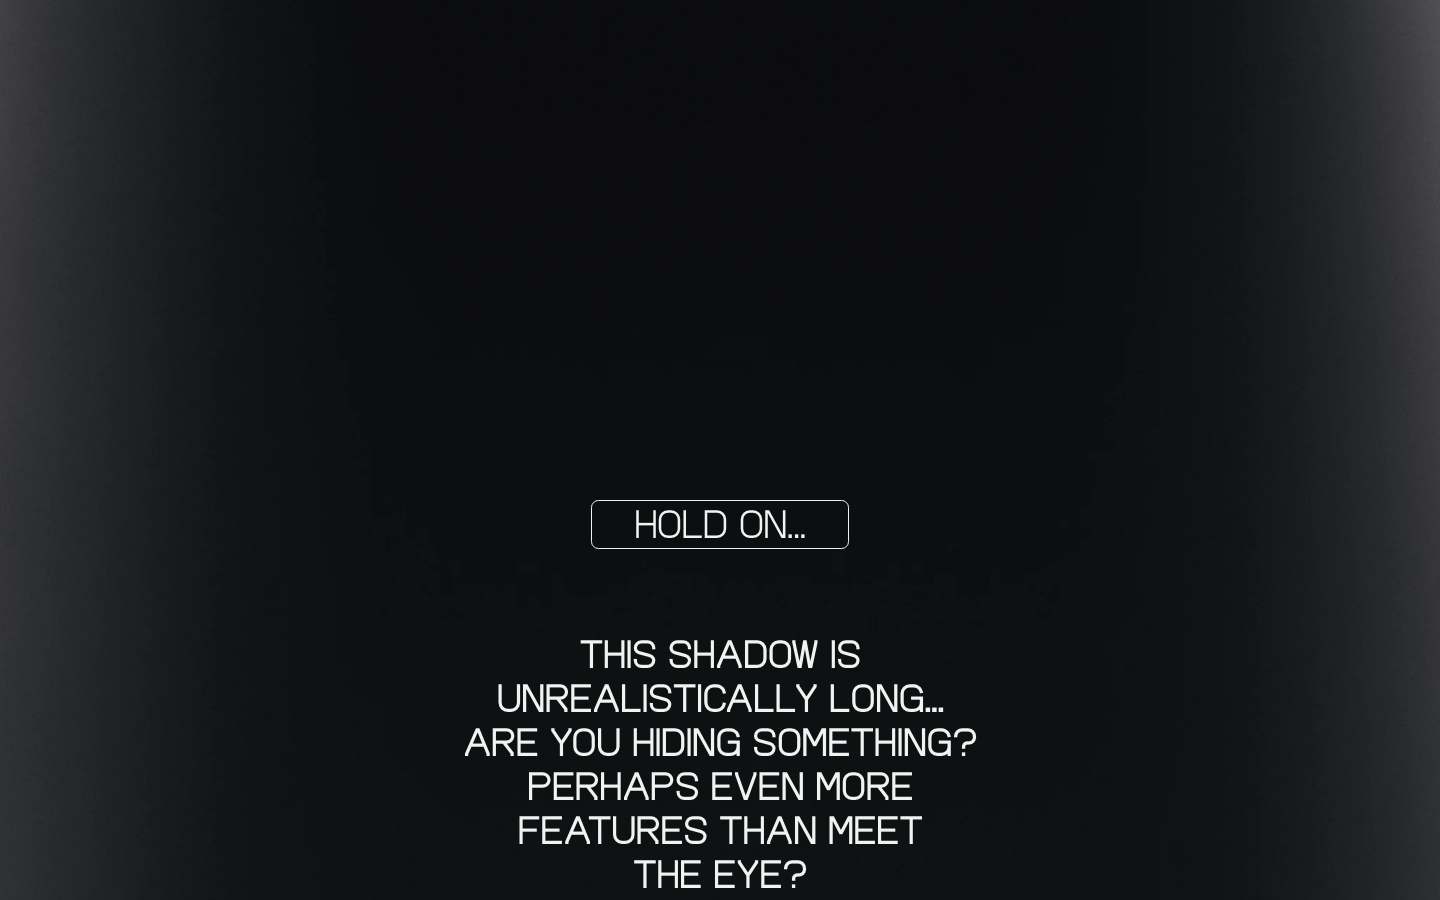 HOLD ON...
THIS SHADOW IS
UNREALISTICALLY LONG...
ARE YOU HIDING SOMETHING?
PERHAPS EVEN MORE
FEATURES THAN MEET
THE EYE?